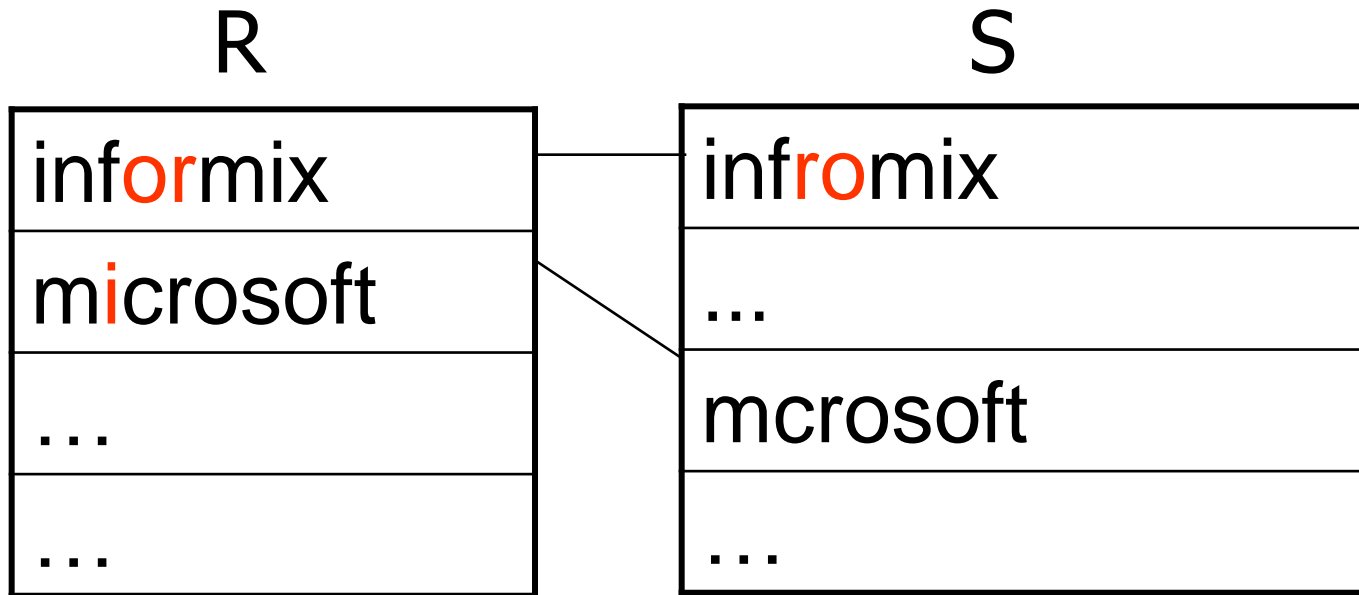 R S
informix infromix
microsoft ...
… mcrosoft
… …